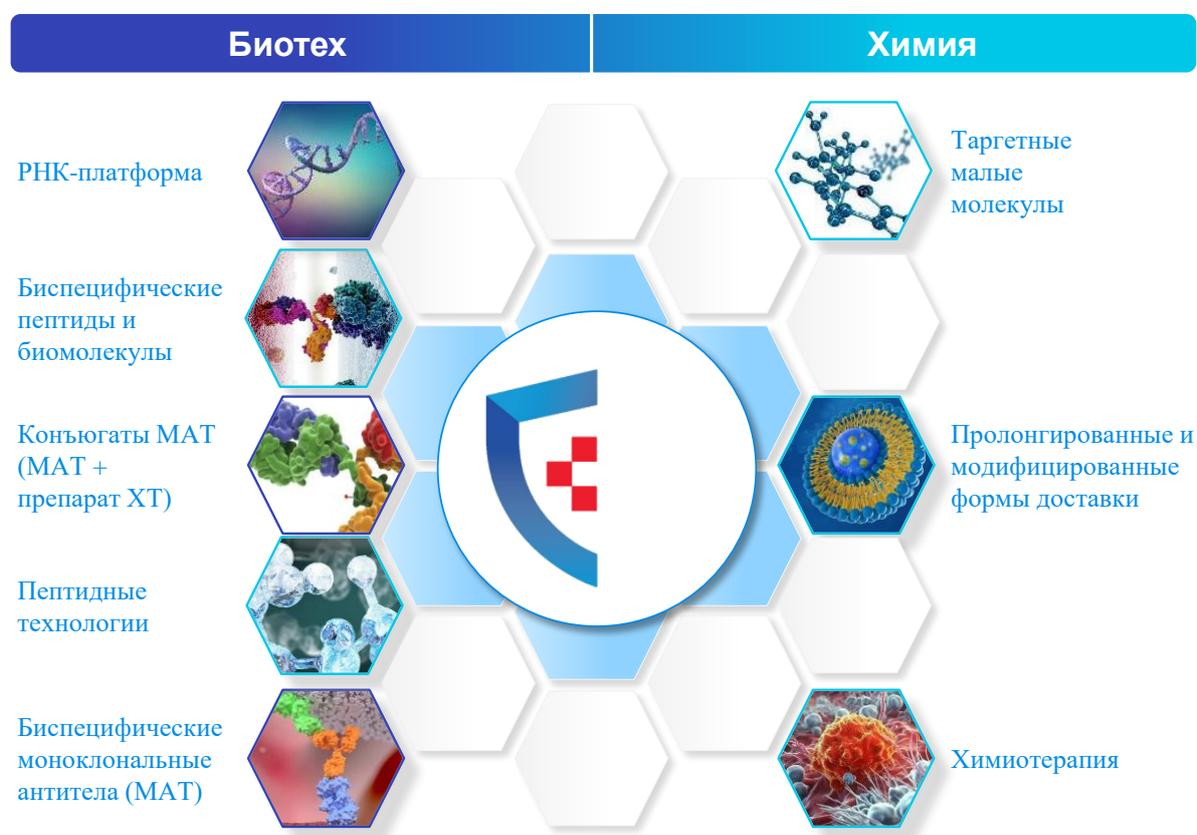 Биотех
Химия
РНК-платформа
Биспецифические
пептиды и
биомолекулы
Конъюгаты МАТ
(МАТ +
препарат ХТ)
Пептидные
технологии
Биспецифические
моноклональные
антитела (МАТ)
Таргетные
малые
молекулы
Пролонгированные и
модифицированные
формы доставки
Химиотерапия